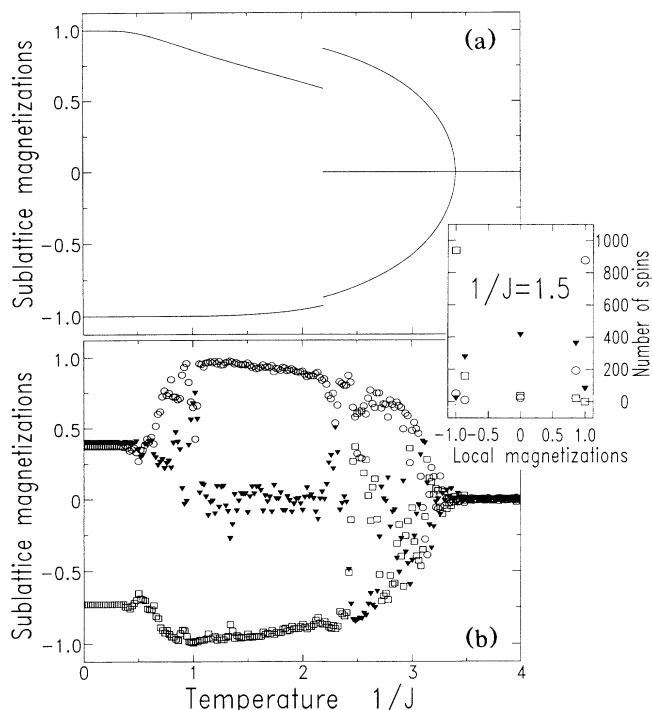 (a)
1.0
0.5
0
-0.5
-1.0
Sublattice magnetizations
1/J=1.5
1000
800
600
400
200
0
Number of spins
-1.0 -0.5 0 0.5 1.0
Local magnetizations
(b)
1.0
0.5
0
-0.5
-1.0
Sublattice magnetizations
0 1 2 3 4
Temperature 1/J